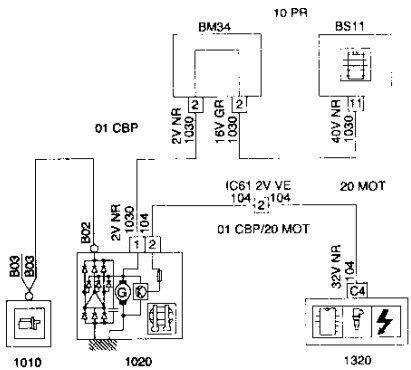 10 PR
BM34
BS11
2
2
11
2V NR
1030
16V GR
1030
40V NR
1030
01 CBP
IC61 2V VE
20 MOT
104
2
104
01 CBP/20 MOT
B02
2V NR
1030
104
1
2
32V NR
104
C4
B03
B03
G
1010
1020
1320